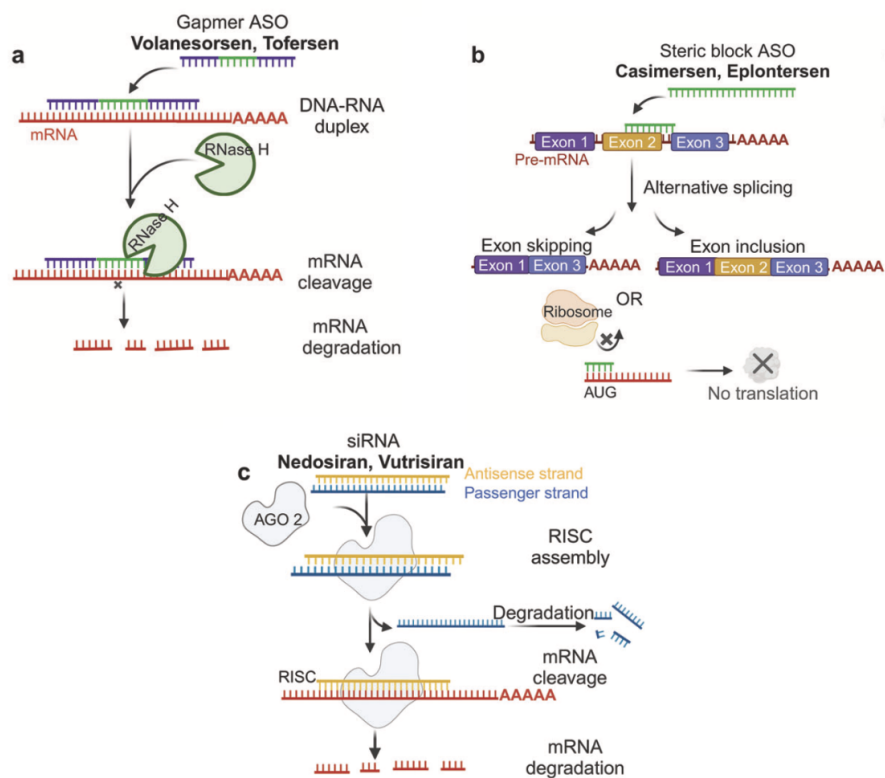 a
Gapmer ASO
Volanesorsen, Tofersen
mRNA
AAAAA
DNA-RNA
duplex
RNase H
RNase H
AAAAA
mRNA
cleavage
mRNA
degradation
b
Steric block ASO
Casimersen, Eplontersen
Exon 1
Exon 2
Exon 3
AAAAA
Pre-mRNA
Alternative splicing
Exon skipping
Exon 1
Exon 3
AAAAA
Exon inclusion
Exon 1
Exon 2
Exon 3
AAAAA
Ribosome
OR
AUG
No translation
c
siRNA
Nedosiran, Vutrisiran
Antisense strand
Passenger strand
AGO 2
RISC
assembly
Degradation
mRNA
cleavage
RISC
AAAAA
mRNA
degradation